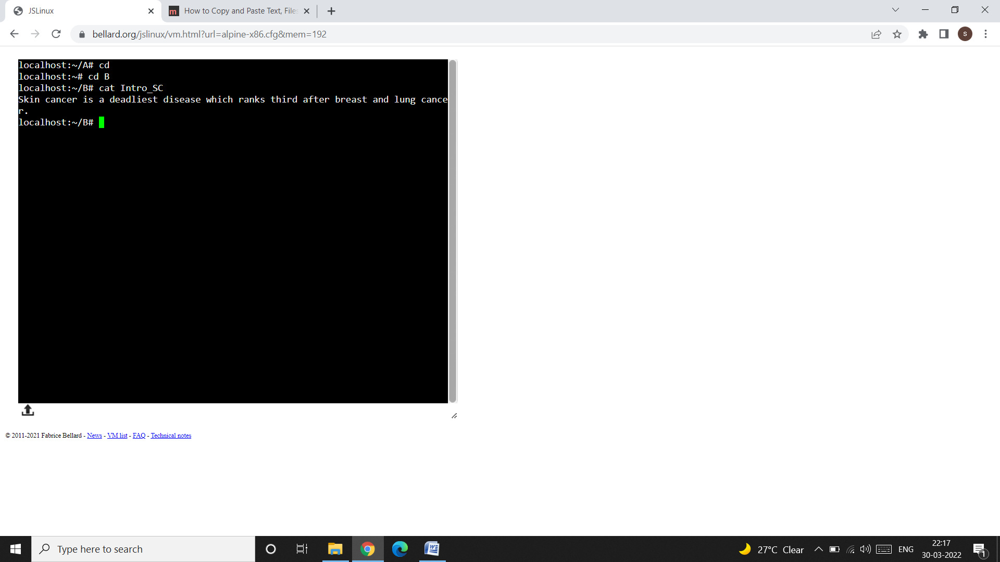 JSLinux
How to Copy and Paste Text, Files
bellard.org/jslinux/vm.html?url=alpine-x86.cfg&mem=192
S
localhost:~/A# cd
localhost:~# cd B
localhost:~/B# cat Intro_SC
Skin cancer is a deadliest disease which ranks third after breast and lung cance
r.
localhost:~/B#
© 2011-2021 Fabrice Bellard - News - VM list - FAQ - Technical notes
Type here to search
27°C Clear
ENG
22:17
30-03-2022
1